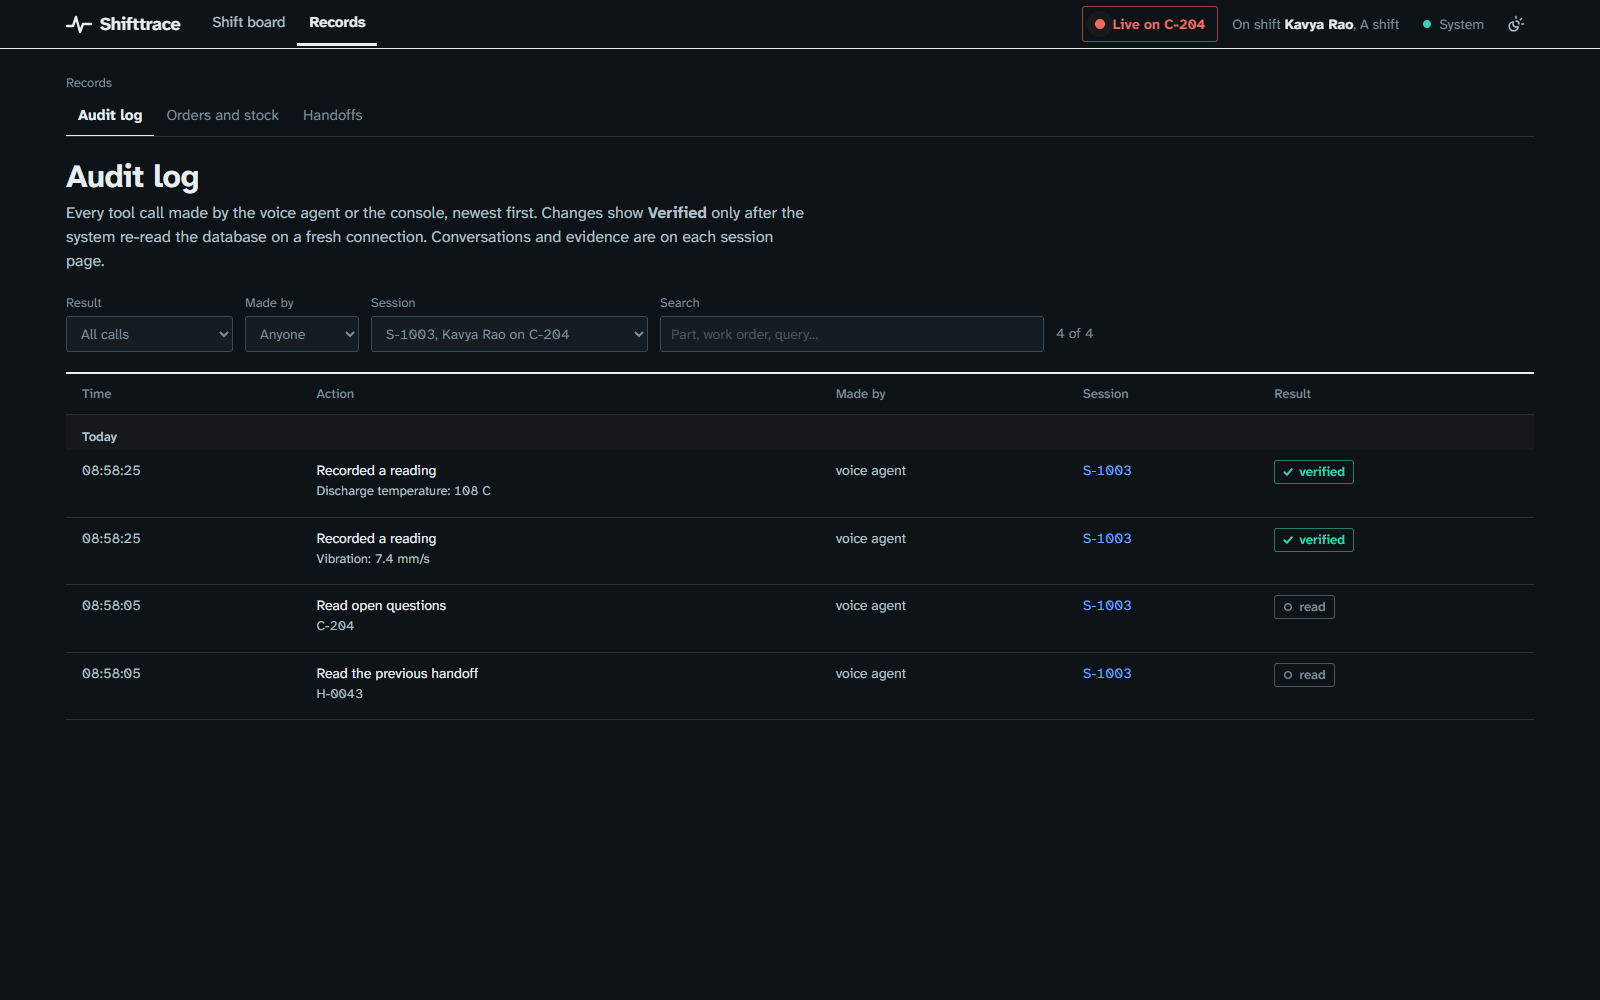 Shifttrace
Shift board
Records
Live on C-204
On shift Kavya Rao, A shift
System
Records
Audit log
Orders and stock
Handoffs
Audit log
Every tool call made by the voice agent or the console, newest first. Changes show Verified only after the
system re-read the database on a fresh connection. Conversations and evidence are on each session
page.
Result
Made by
Session
Search
All calls
Anyone
S-1003, Kavya Rao on C-204
Part, work order, query...
4 of 4
Time
Action
Made by
Session
Result
Today
08:58:25
Recorded a reading
voice agent
S-1003
verified
Discharge temperature: 108 C
08:58:25
Recorded a reading
voice agent
S-1003
verified
Vibration: 7.4 mm/s
08:58:05
Read open questions
voice agent
S-1003
read
C-204
08:58:05
Read the previous handoff
voice agent
S-1003
read
H-0043